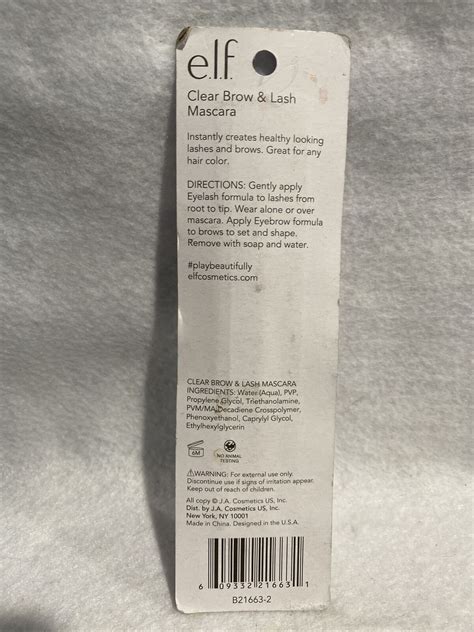 e.l.f.
Clear Brow & Lash
Mascara
Instantly creates healthy looking
lashes and brows. Great for any
hair color.
DIRECTIONS: Gently apply
Eyelash formula to lashes from
root to tip. Wear alone or over
mascara. Apply Eyebrow formula
to brows to set and shape.
Remove with soap and water.
#playbeautifully
elfcosmetics.com
CLEAR BROW & LASH MASCARA
INGREDIENTS: Water (Aqua), PVP,
Propylene Glycol, Triethanolamine,
PVM/MA Decadiene Crosspolymer,
Phenoxyethanol, Caprylyl Glycol,
Ethylhexylglycerin
6M
NO ANIMAL
TESTING
⚠WARNING: For external use only.
Discontinue use if signs of irritation appear.
Keep out of reach of children.
All copy © J.A. Cosmetics US, Inc.
Dist. by J.A. Cosmetics US, Inc.
New York, NY 10001
Made in China. Designed in the U.S.A.
6 09332 21663 1
B21663-2